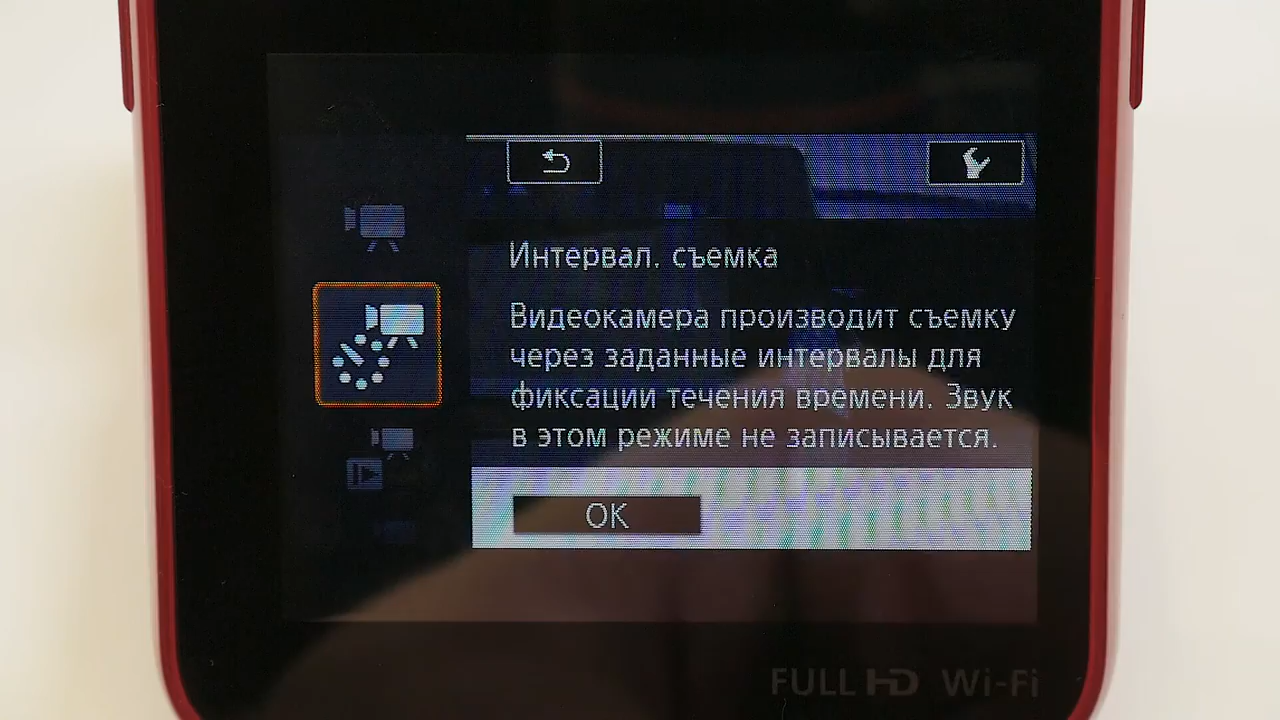 Интервал. съемка
Видеокамера производит съемку
через заданные интервалы для
фиксации течения времени. Звук
в этом режиме не записывается.
OK
FULL HD Wi-Fi